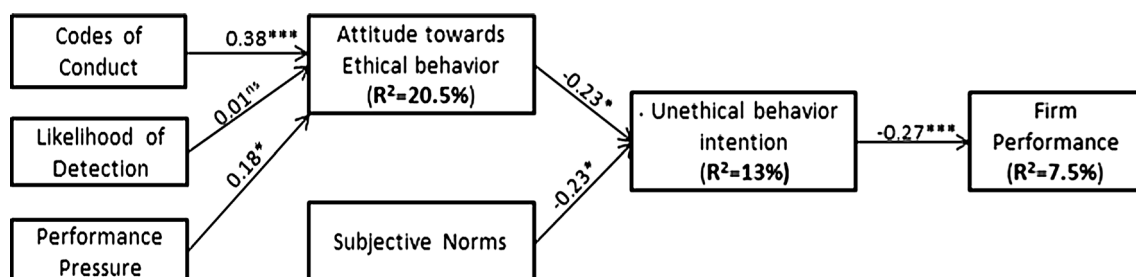 Codes of
Conduct
0.38***
Attitude towards
Ethical behavior
(R²=20.5%)
Likelihood of
Detection
0.01ⁿˢ
Performance
Pressure
0.18*
Subjective Norms
-0.23*
-0.23*
Unethical behavior
intention
(R²=13%)
-0.27***
Firm
Performance
(R²=7.5%)